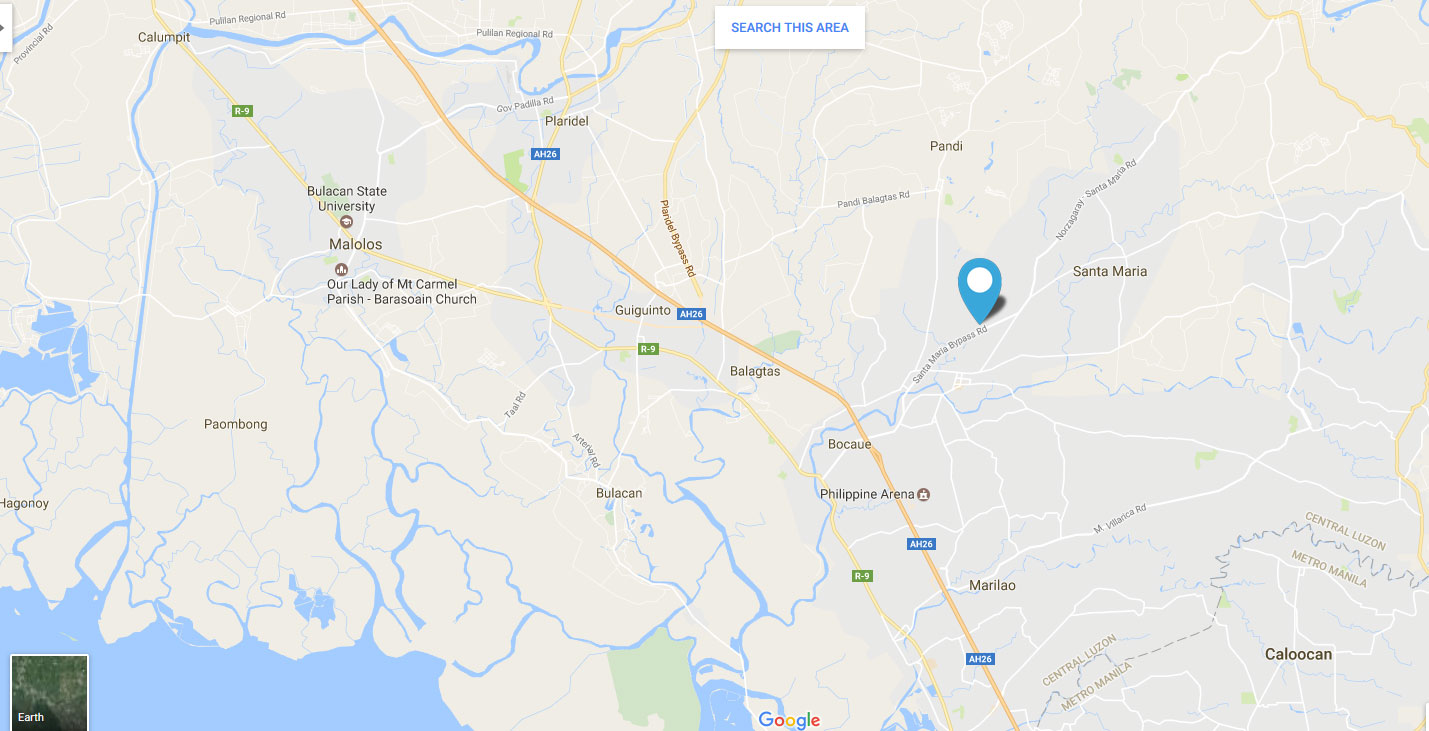 Pulilan Regional Rd
SEARCH THIS AREA
Provincial Rd
Calumpit
Pulilan Regional Rd
R-9
Gov Padilla Rd
Plaridel
AH26
Pandi
Norzagaray - Santa Maria Rd
Bulacan State
University
Pandi Balagtas Rd
Plaridel Bypass Rd
Malolos
Our Lady of Mt Carmel
Parish - Barasoain Church
Santa Maria
Guiguinto
AH26
Santa Maria Bypass Rd
R-9
Balagtas
Taal Rd
Paombong
Arterial Rd
Bocaue
Bulacan
Philippine Arena
Hagonoy
M. Villarica Rd
CENTRAL LUZON
METRO MANILA
AH26
R-9
Marilao
CENTRAL LUZON
METRO MANILA
AH26
Caloocan
Earth
Google